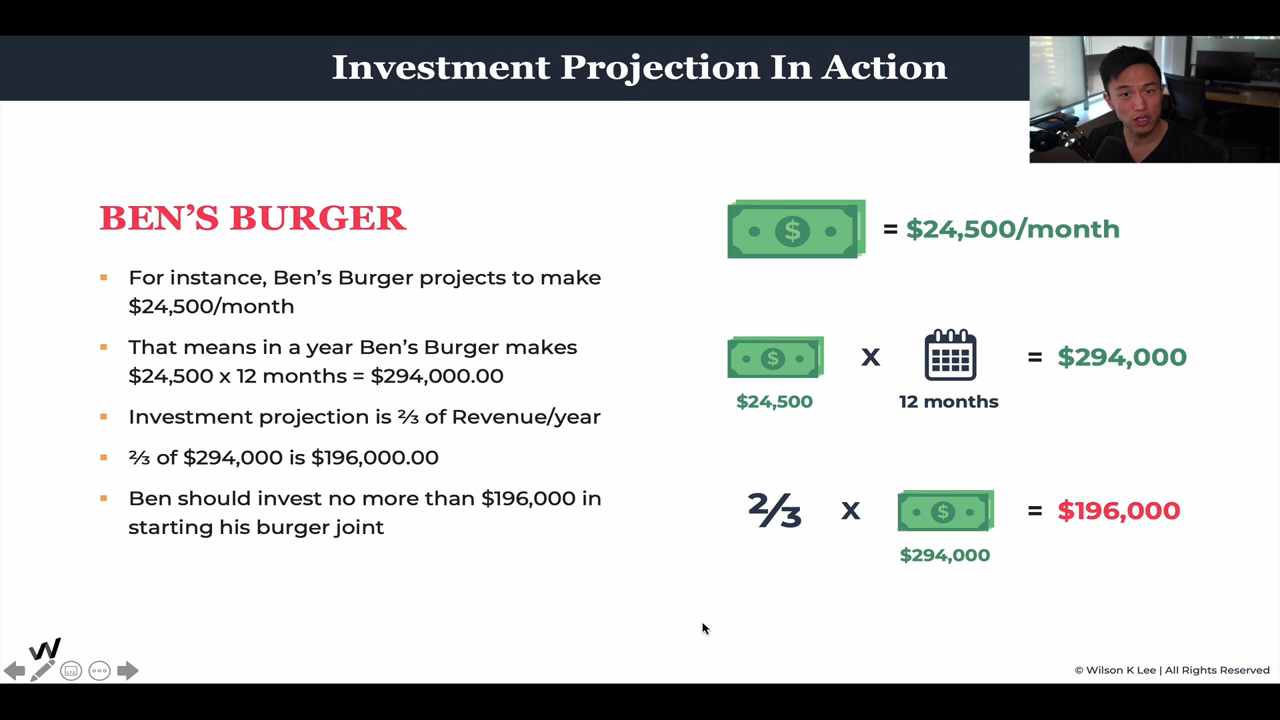 Investment Projection In Action
BEN’S BURGER
▪ For instance, Ben’s Burger projects to make
$24,500/month
▪ That means in a year Ben’s Burger makes
$24,500 x 12 months = $294,000.00
▪ Investment projection is ⅔ of Revenue/year
▪ ⅔ of $294,000 is $196,000.00
▪ Ben should invest no more than $196,000 in
starting his burger joint
$ = $24,500/month
$ X = $294,000
$24,500 12 months
⅔ X $ = $196,000
$294,000
W
© Wilson K Lee | All Rights Reserved